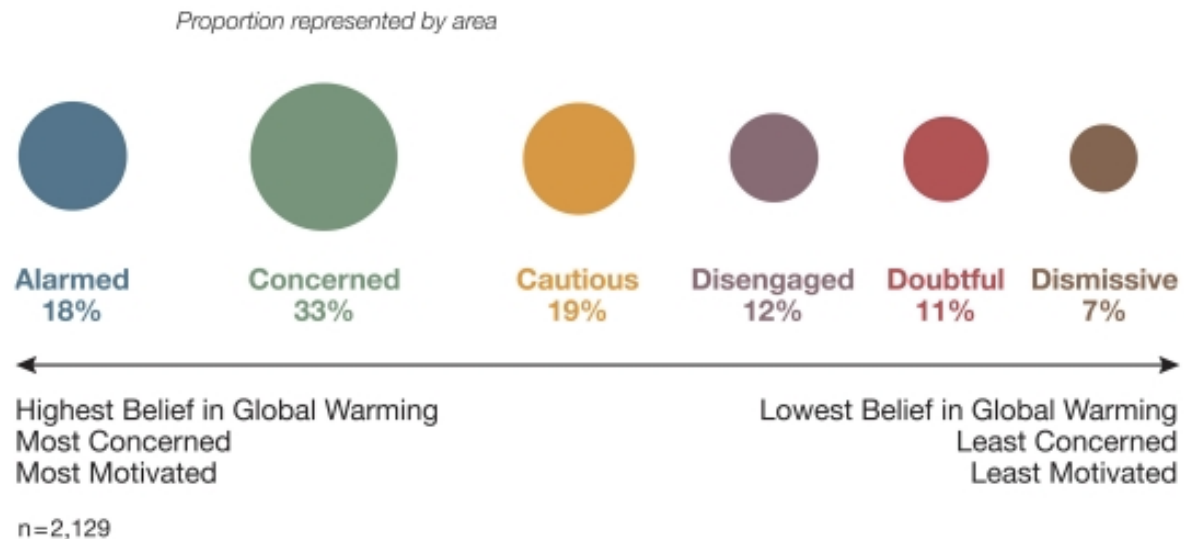 Proportion represented by area
Alarmed
18%
Concerned
33%
Cautious
19%
Disengaged
12%
Doubtful
11%
Dismissive
7%
Highest Belief in Global Warming
Most Concerned
Most Motivated
Lowest Belief in Global Warming
Least Concerned
Least Motivated
n=2,129